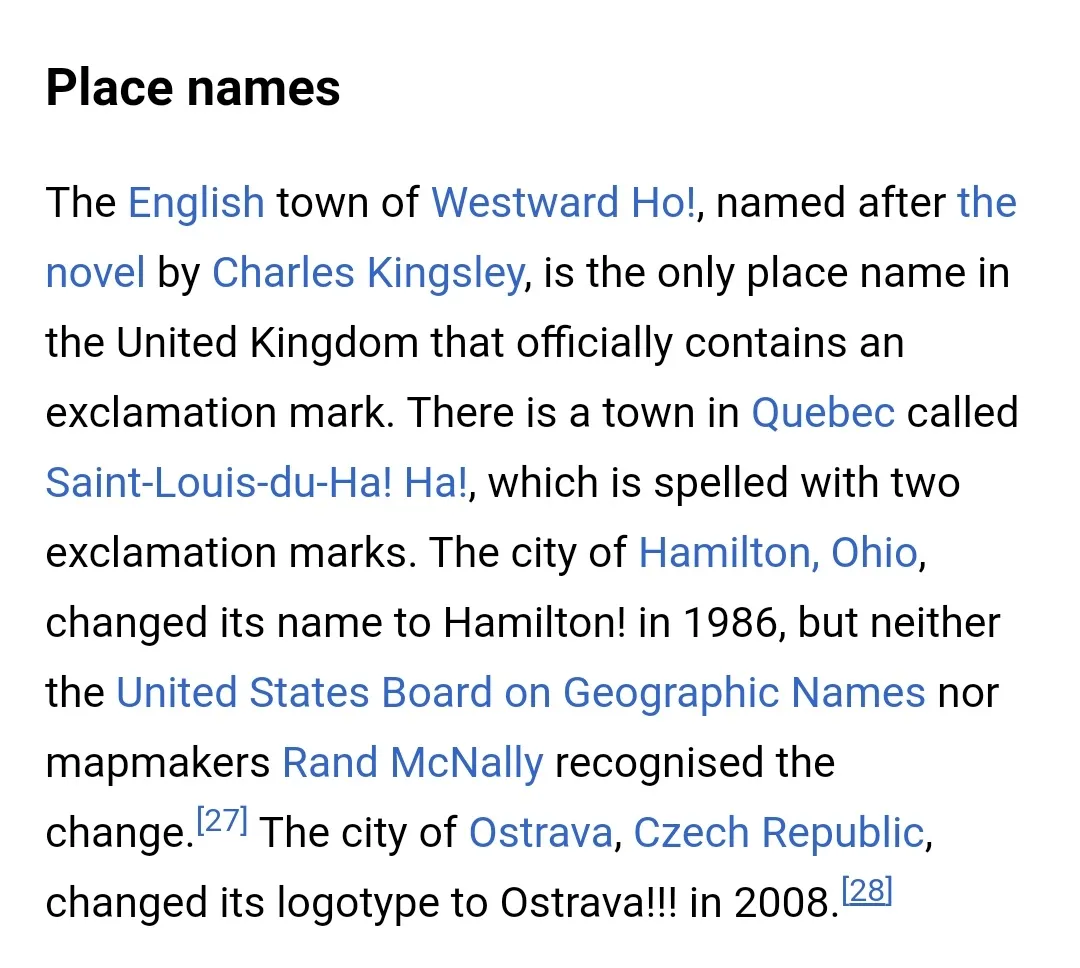 Place names
The English town of Westward Ho!, named after the
novel by Charles Kingsley, is the only place name in
the United Kingdom that officially contains an
exclamation mark. There is a town in Quebec called
Saint-Louis-du-Ha! Ha!, which is spelled with two
exclamation marks. The city of Hamilton, Ohio,
changed its name to Hamilton! in 1986, but neither
the United States Board on Geographic Names nor
mapmakers Rand McNally recognised the
change.[27] The city of Ostrava, Czech Republic,
changed its logotype to Ostrava!!! in 2008.[28]